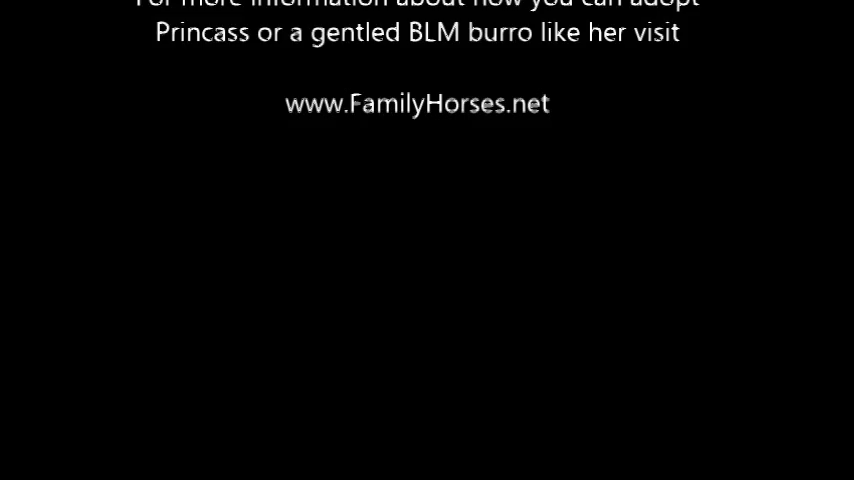 For more information about how you can adopt
Princass or a gentled BLM burro like her visit
www.FamilyHorses.net